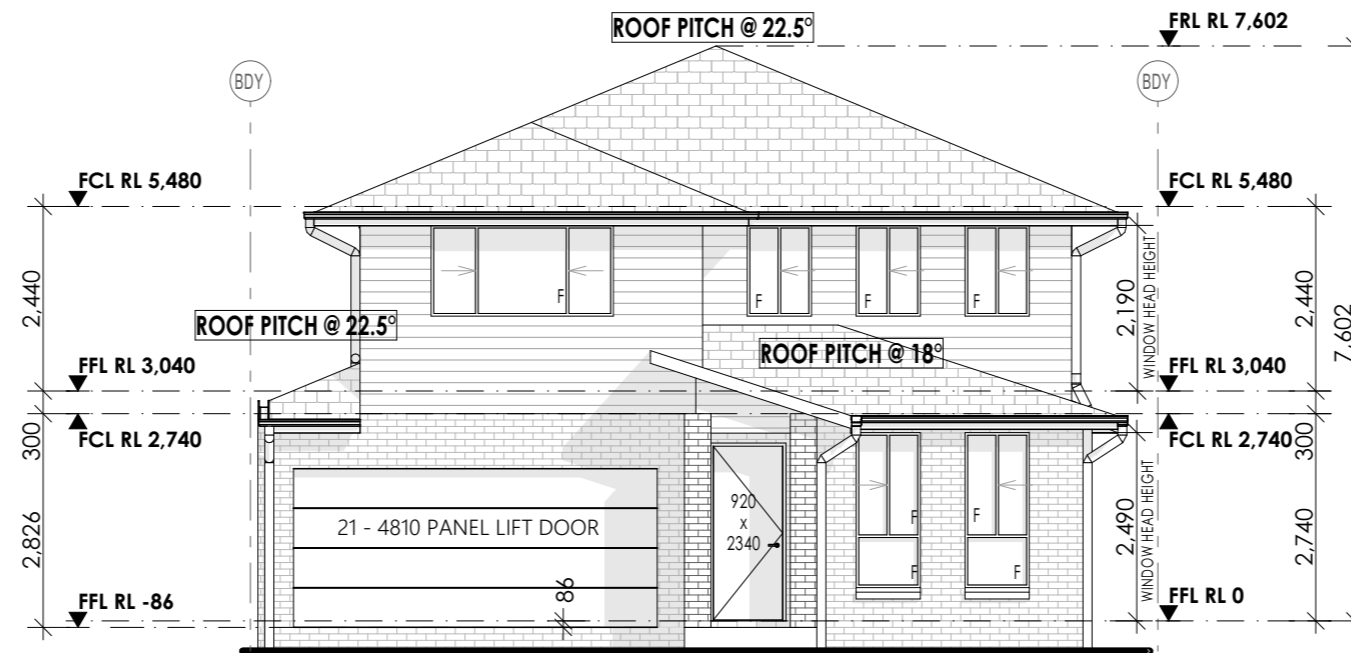 ROOF PITCH @ 22.5°
FRL RL 7,602
BDY
BDY
FCL RL 5,480
FCL RL 5,480
2,440
ROOF PITCH @ 22.5°
ROOF PITCH @ 18°
2,190
WINDOW HEAD HEIGHT
2,440
7,602
F
F
F
F
FFL RL 3,040
FFL RL 3,040
300
FCL RL 2,740
FCL RL 2,740
300
2,826
21 - 4810 PANEL LIFT DOOR
920
x
2340
F
F
F
F
2,490
WINDOW HEAD HEIGHT
2,740
86
FFL RL -86
FFL RL 0